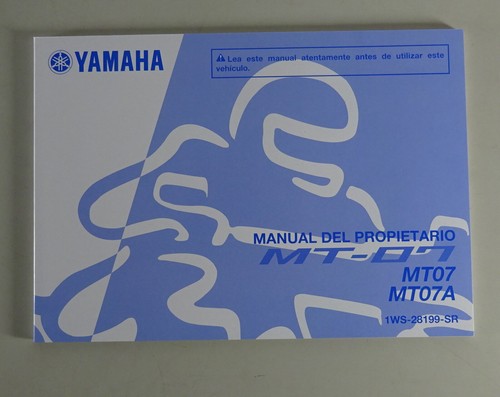 YAMAHA
⚠ Lea este manual atentamente antes de utilizar este
vehículo.
MANUAL DEL PROPIETARIO
MT-07
MT07
MT07A
1WS-28199-SR